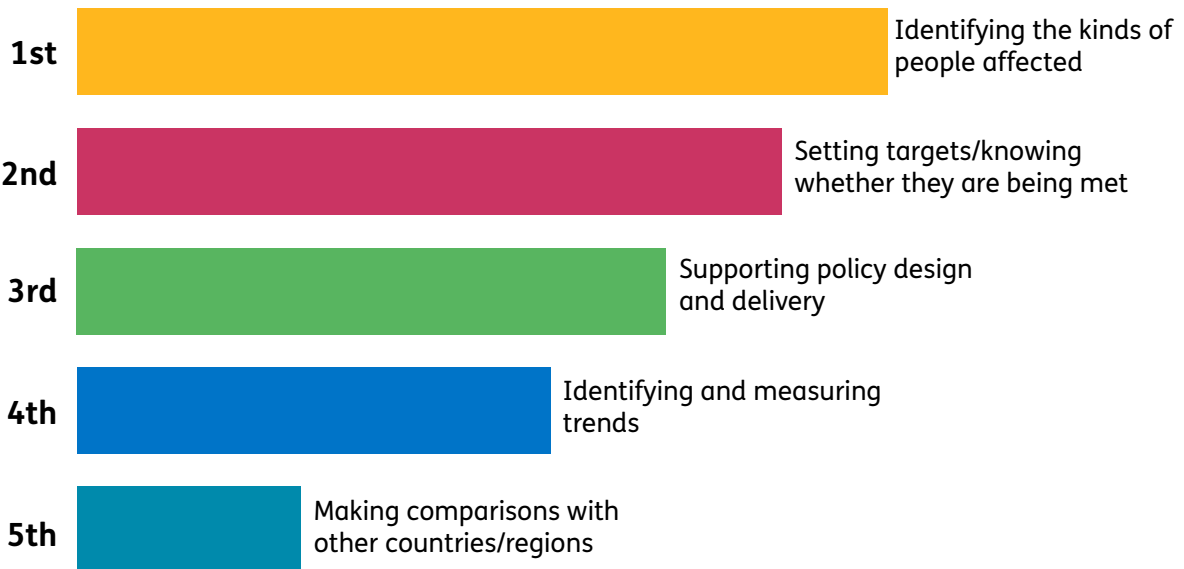 1st
Identifying the kinds of
people affected
2nd
Setting targets/knowing
whether they are being met
3rd
Supporting policy design
and delivery
4th
Identifying and measuring
trends
5th
Making comparisons with
other countries/regions